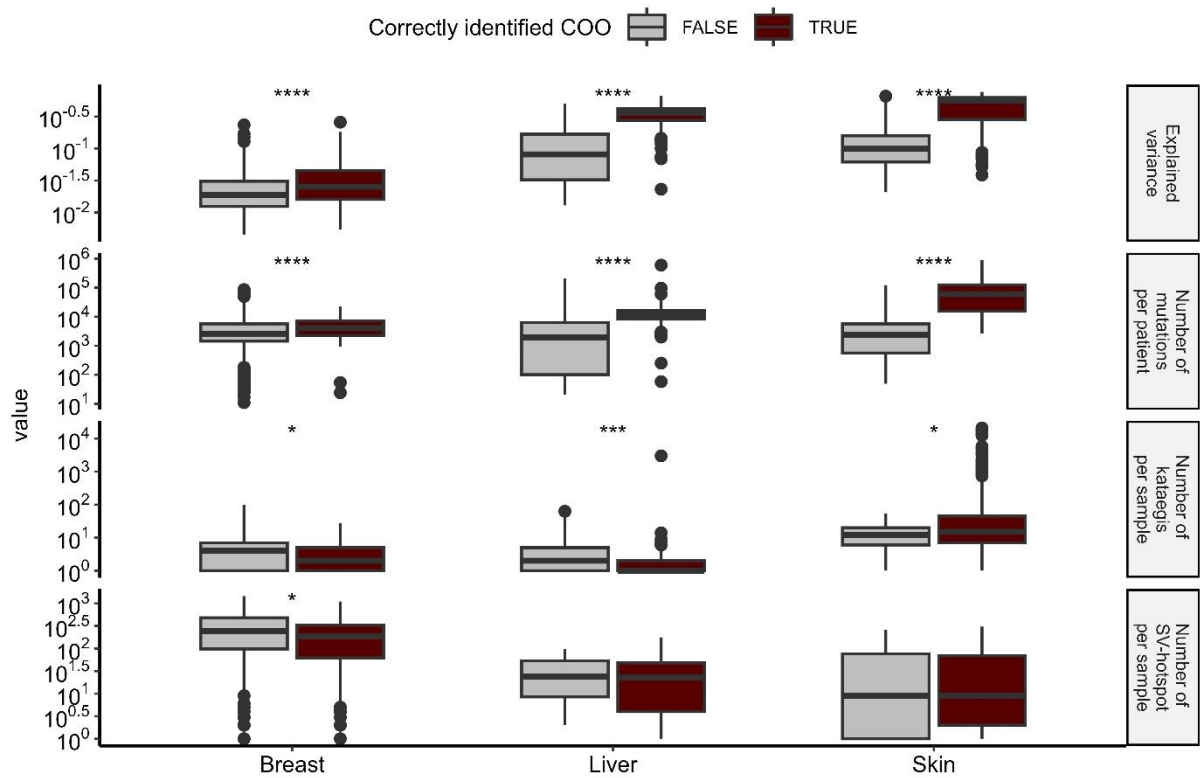 Correctly identified COO FALSE TRUE
**** **** ****
10^-0.5
10^-1
10^-1.5
10^-2
Explained
variance
**** **** ****
10^6
10^5
10^4
10^3
10^2
10^1
Number of
mutations
per patient
value
* *** *
10^4
10^3
10^2
10^1
10^0
Number of
kataegis
per sample
*
10^3
10^2.5
10^2
10^1.5
10^1
10^0.5
10^0
Number of
SV-hotspot
per sample
Breast Liver Skin